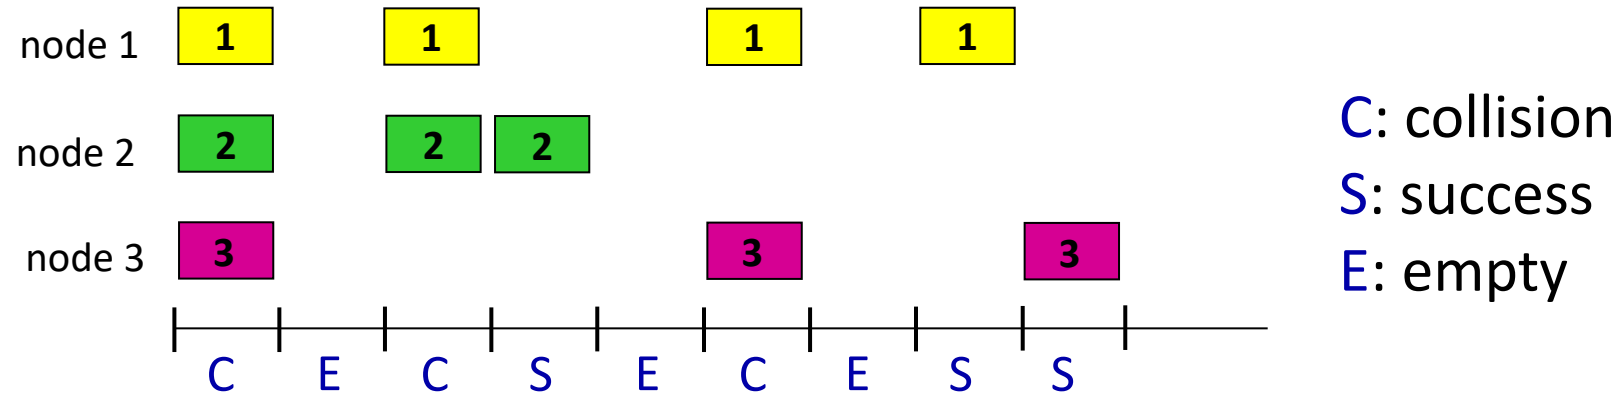 node 1 1 1 1 1
node 2 2 2 2
node 3 3 3 3
C E C S E C E S S
C: collision
S: success
E: empty